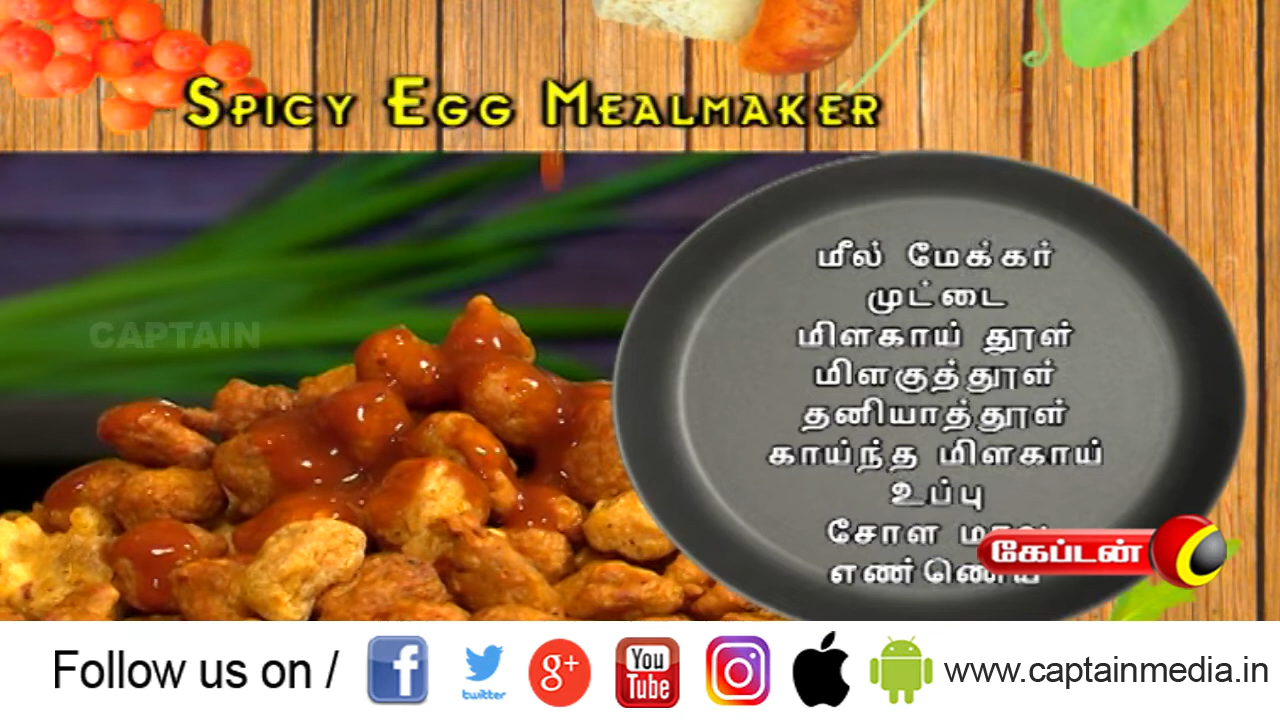 Spicy Egg Mealmaker
CAPTAIN
மீல் மேக்கர்
முட்டை
மிளகாய் தூள்
மிளகுத்தூள்
தனியாத்தூள்
காய்ந்த மிளகாய்
உப்பு
சோள
கேப்டன்
Follow us on / f twitter g+ You Tube www.captainmedia.in